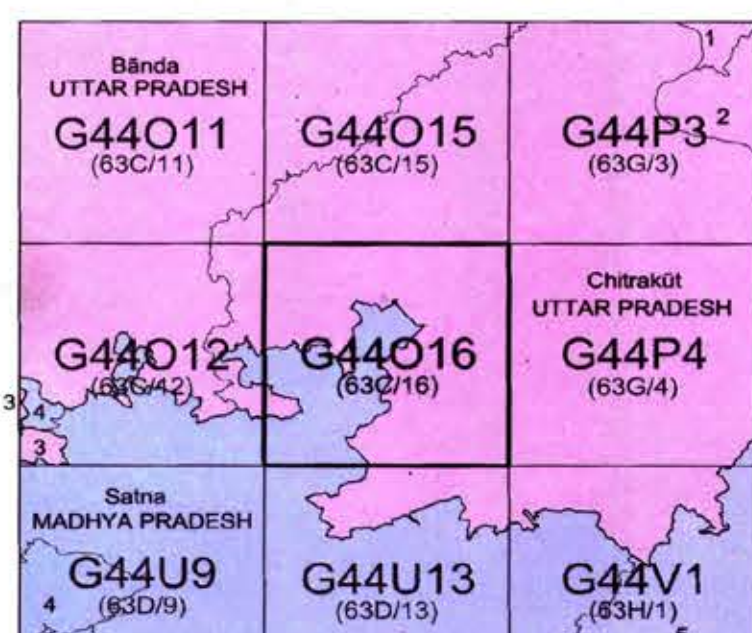 1
Bānda
UTTAR PRADESH
G44O11
(63C/11)
G44O15
(63C/15)
G44P3
(63G/3)
2
Chitrakūt
UTTAR PRADESH
G44O12
(63C/12)
G44O16
(63C/16)
G44P4
(63G/4)
3
4
3
Satna
MADHYA PRADESH
G44U9
(63D/9)
4
G44U13
(63D/13)
G44V1
(63H/1)